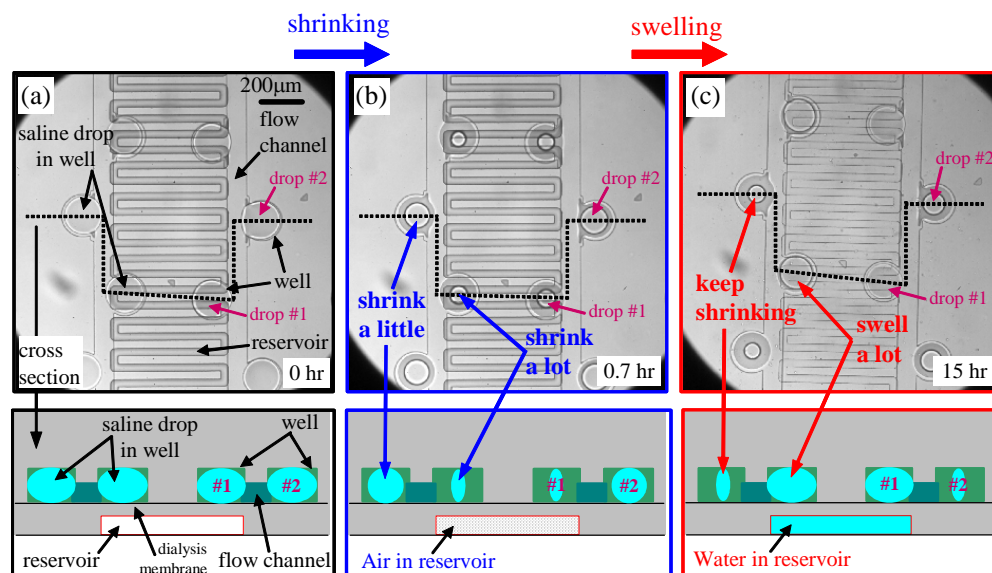 shrinking
swelling
(a)
200μm
saline drop
in well
flow
channel
drop #2
well
drop #1
reservoir
cross
section
0 hr
(b)
drop #2
shrink
a little
drop #1
shrink
a lot
0.7 hr
(c)
drop #2
keep
shrinking
drop #1
swell
a lot
15 hr
saline drop
in well
well
#1
#2
reservoir
dialysis
membrane
flow channel
#1
#2
Air in reservoir
#1
#2
Water in reservoir